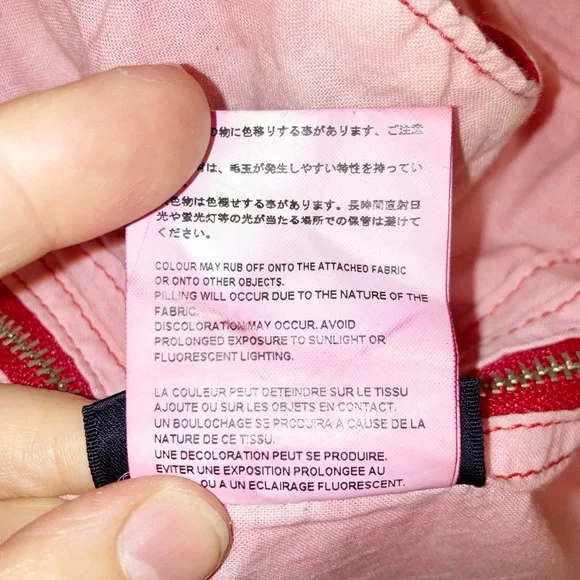 の物に色移りする事があります、ご注意
は、毛玉が発生しやすい特性を持ってい
色物は色褪せする事があります。長時間直射日
光や蛍光灯等の光が当たる場所での保管は避けて
ください。
COLOUR MAY RUB OFF ONTO THE ATTACHED FABRIC
OR ONTO OTHER OBJECTS.
PILLING WILL OCCUR DUE TO THE NATURE OF THE
FABRIC.
DISCOLORATION MAY OCCUR. AVOID
PROLONGED EXPOSURE TO SUNLIGHT OR
FLUORESCENT LIGHTING.
LA COULEUR PEUT DETEINDRE SUR LE TISSU
AJOUTE OU SUR LES OBJETS EN CONTACT.
UN BOULOCHAGE SE PRODUIRA A CAUSE DE LA
NATURE DE CE TISSU.
UNE DECOLORATION PEUT SE PRODUIRE.
EVITER UNE EXPOSITION PROLONGEE AU
OU A UN ECLAIRAGE FLUORESCENT.